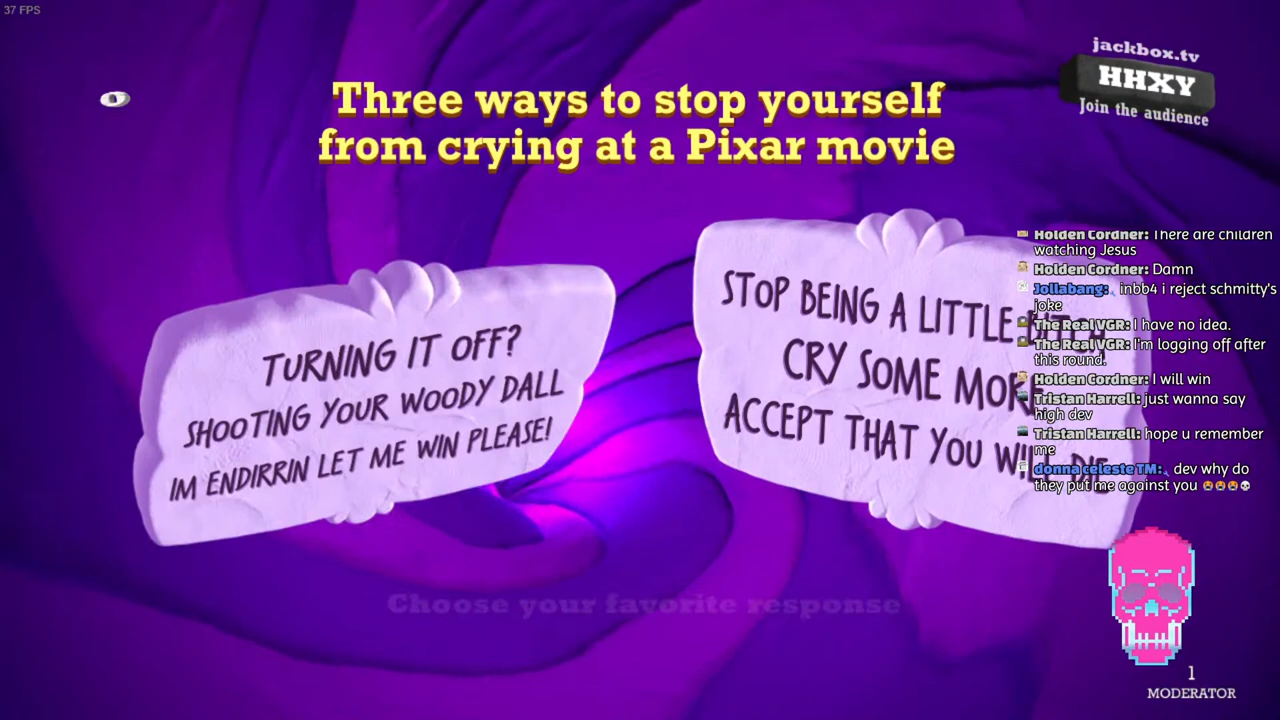 37 FPS
jackbox.tv
HHXY
Join the audience
Three ways to stop yourself
from crying at a Pixar movie
TURNING IT OFF?
SHOOTING YOUR WOODY DALL
IM ENDIRRIN LET ME WIN PLEASE!
STOP BEING A LITTLE
CRY SOME MORE
ACCEPT THAT YOU WILL DIE
Holden Cordner: There are children
watching Jesus
Holden Cordner: Damn
Jollabang: inbb4 i reject schmitty's
joke
The Real VGR: I have no idea.
The Real VGR: I'm logging off after
this round.
Holden Cordner: I will win
Tristan Harrell: just wanna say
high dev
Tristan Harrell: hope u remember
me
donna celeste TM: dev why do
they put me against you 😭😭😭💀
Choose your favorite response
1
MODERATOR